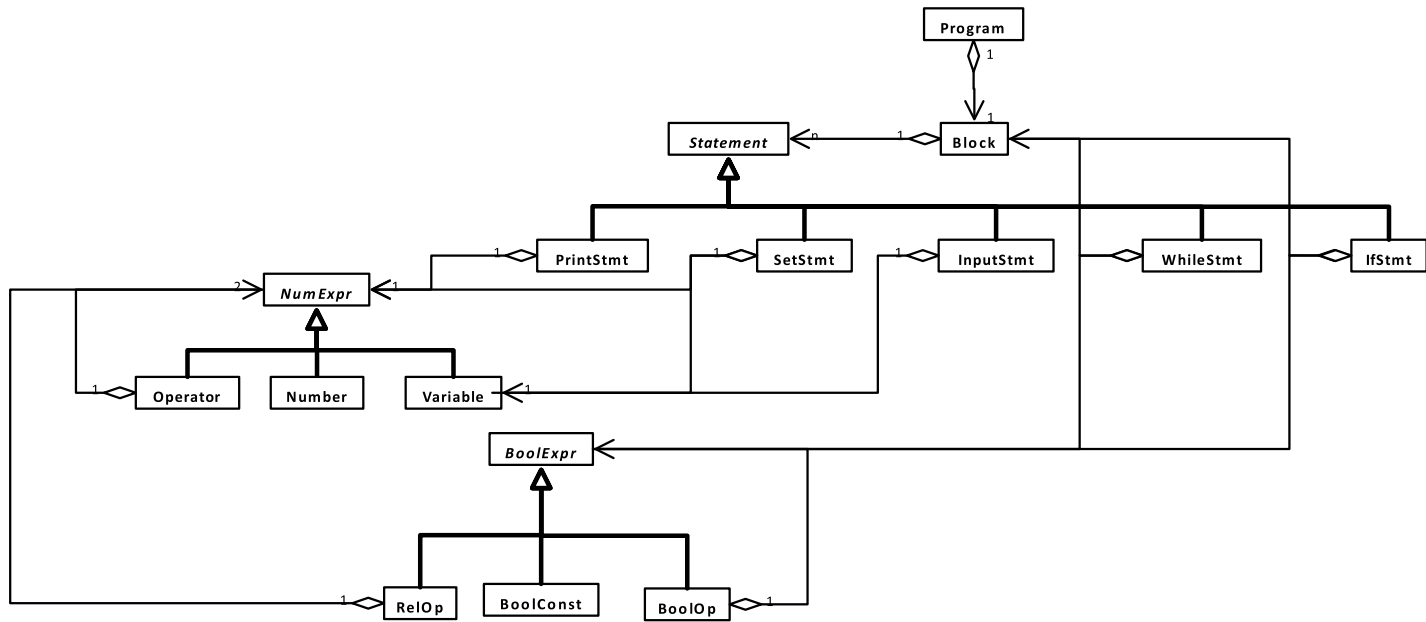 Program
1
1
Statement
n
1
Block
1
PrintStmt
1
SetStmt
1
InputStmt
WhileStmt
IfStmt
2
NumExpr
1
1
Operator
Number
Variable
1
BoolExpr
1
RelOp
BoolConst
BoolOp
1